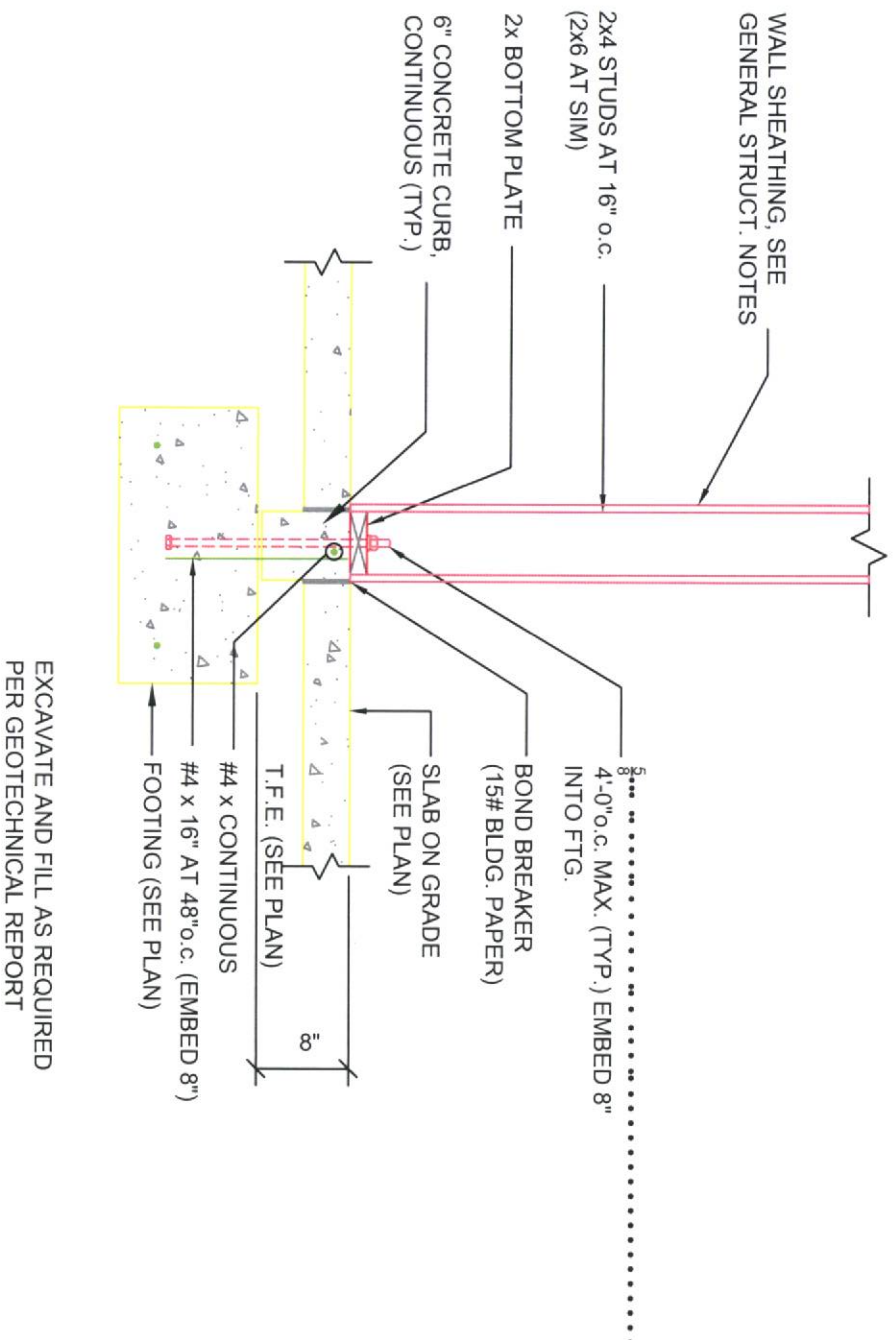 WALL SHEATHING, SEE
GENERAL STRUCT. NOTES
2x4 STUDS AT 16" o.c.
(2x6 AT SIM)
2x BOTTOM PLATE
6" CONCRETE CURB,
CONTINUOUS (TYP.)
5
8
4'-0"o.c. MAX. (TYP.) EMBED 8"
INTO FTG.
BOND BREAKER
(15# BLDG. PAPER)
SLAB ON GRADE
(SEE PLAN)
8"
T.F.E. (SEE PLAN)
#4 x CONTINUOUS
#4 x 16" AT 48"o.c. (EMBED 8")
FOOTING (SEE PLAN)
EXCAVATE AND FILL AS REQUIRED
PER GEOTECHNICAL REPORT